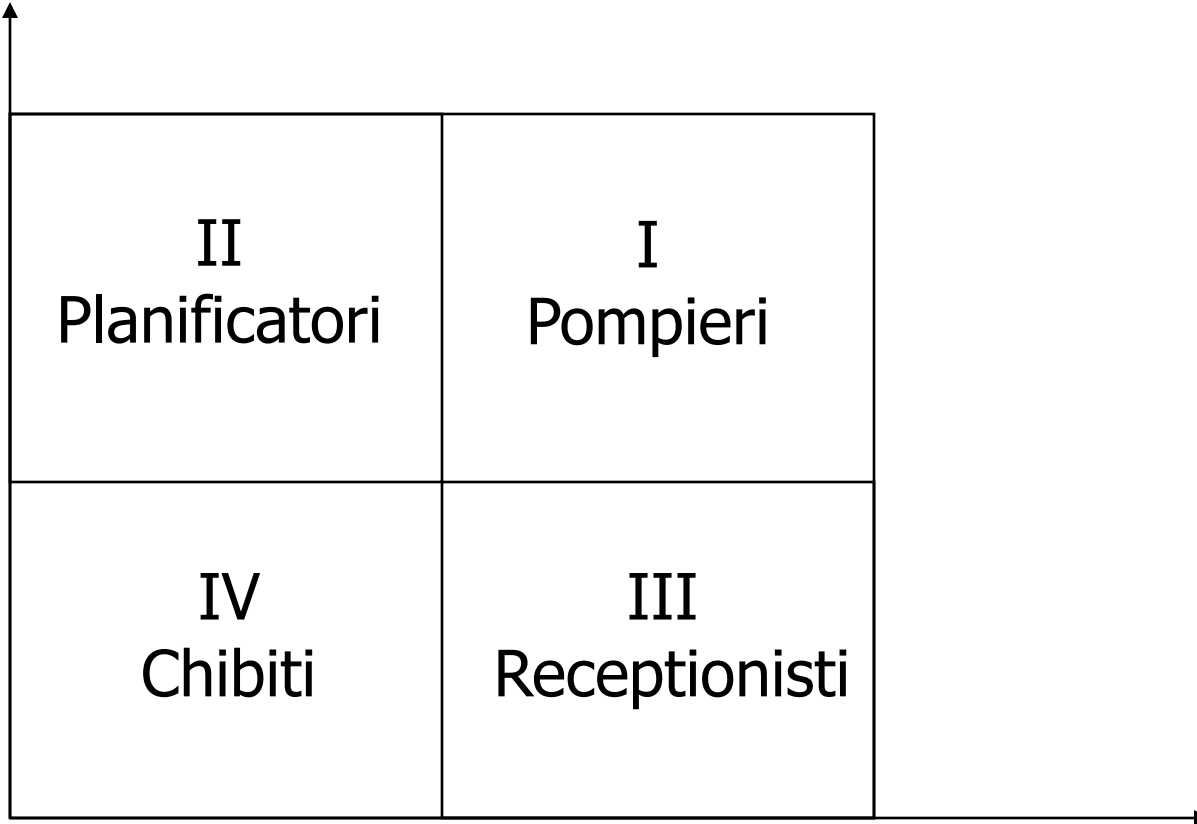 II
Planificatori
I
Pompieri
IV
Chibiti
III
Receptionisti